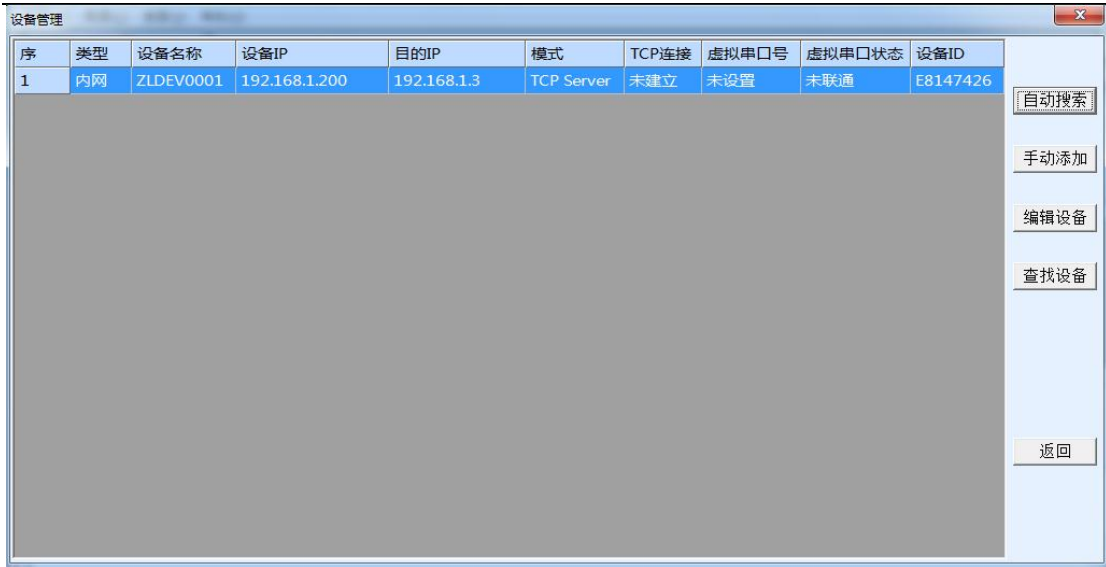 设备管理
序 类型 设备名称 设备IP 目的IP 模式 TCP连接 虚拟串口号 虚拟串口状态 设备ID
1 内网 ZLDEV0001 192.168.1.200 192.168.1.3 TCP Server 未建立 未设置 未联通 E8147426
自动搜索
手动添加
编辑设备
查找设备
返回